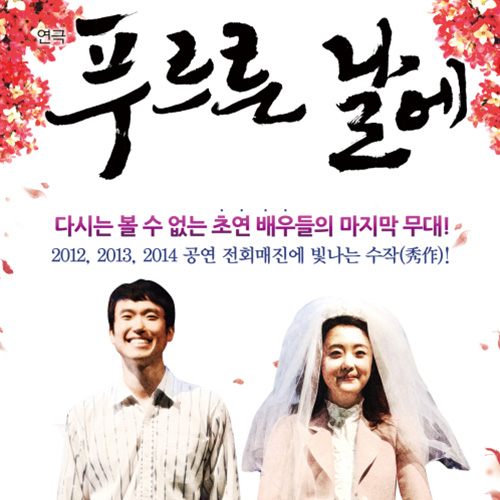 연극
푸르른 날에
다시는 볼 수 없는 초연 배우들의 마지막 무대!
2012, 2013, 2014 공연 전회매진에 빛나는 수작(秀作)!